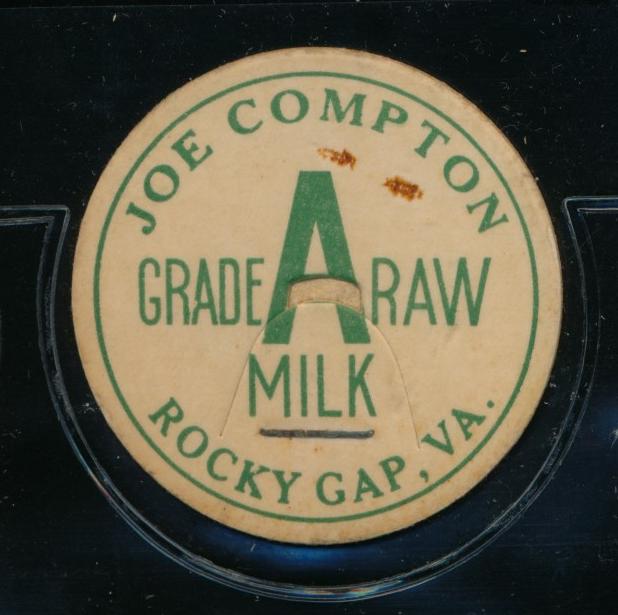 JOE COMPTON
GRADE A RAW
MILK
ROCKY GAP, VA.